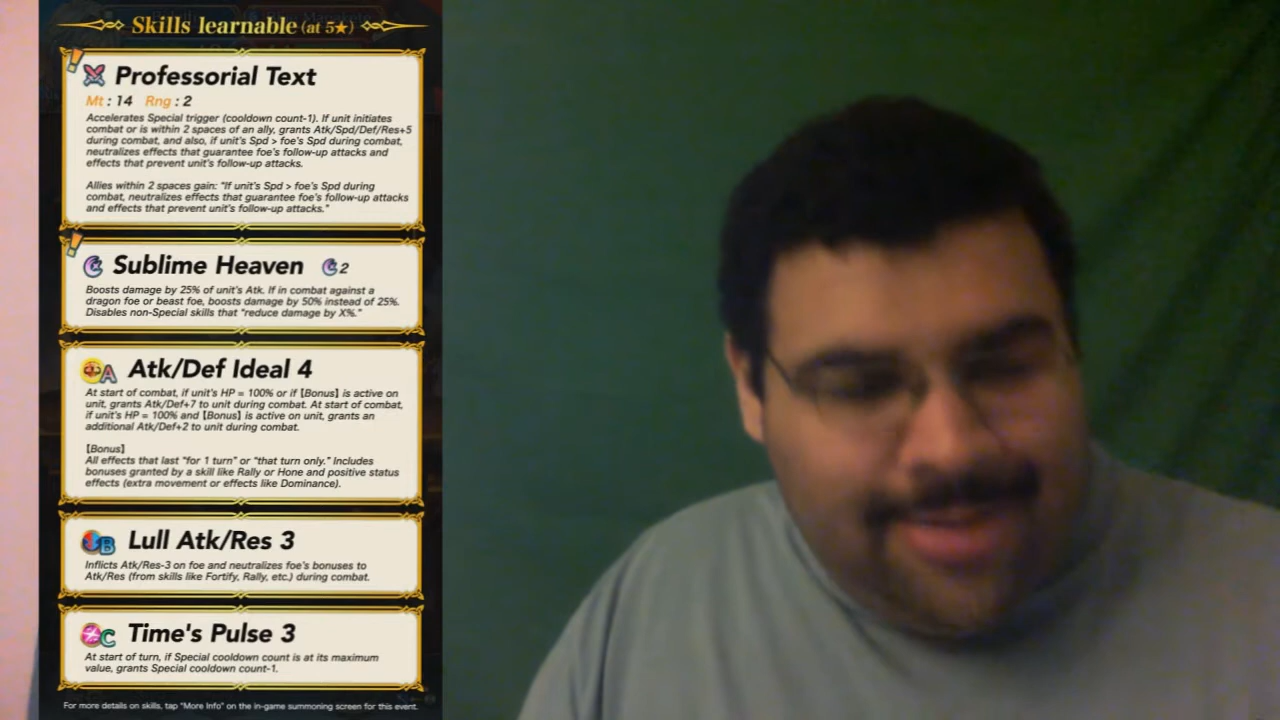 Skills learnable (at 5★)
Professorial Text
Mt : 14 Rng : 2
Accelerates Special trigger (cooldown count-1). If unit initiates
combat or is within 2 spaces of an ally, grants Atk/Spd/Def/Res+5
during combat, and also, if unit's Spd > foe's Spd during combat,
neutralizes effects that guarantee foe's follow-up attacks and
effects that prevent unit's follow-up attacks.
Allies within 2 spaces gain: "If unit's Spd > foe's Spd during
combat, neutralizes effects that guarantee foe's follow-up attacks
and effects that prevent unit's follow-up attacks."
Sublime Heaven 2
Boosts damage by 25% of unit's Atk. If in combat against a
dragon foe or beast foe, boosts damage by 50% instead of 25%.
Disables non-Special skills that "reduce damage by X%."
A Atk/Def Ideal 4
At start of combat, if unit's HP = 100% or if 【Bonus】 is active on
unit, grants Atk/Def+7 to unit during combat. At start of combat,
if unit's HP = 100% and 【Bonus】 is active on unit, grants an
additional Atk/Def+2 to unit during combat.
【Bonus】
All effects that last "for 1 turn" or "that turn only." Includes
bonuses granted by a skill like Rally or Hone and positive status
effects (extra movement or effects like Dominance).
B Lull Atk/Res 3
Inflicts Atk/Res-3 on foe and neutralizes foe's bonuses to
Atk/Res (from skills like Fortify, Rally, etc.) during combat.
C Time's Pulse 3
At start of turn, if Special cooldown count is at its maximum
value, grants Special cooldown count-1.
For more details on skills, tap "More Info" on the in-game summoning screen for this event.